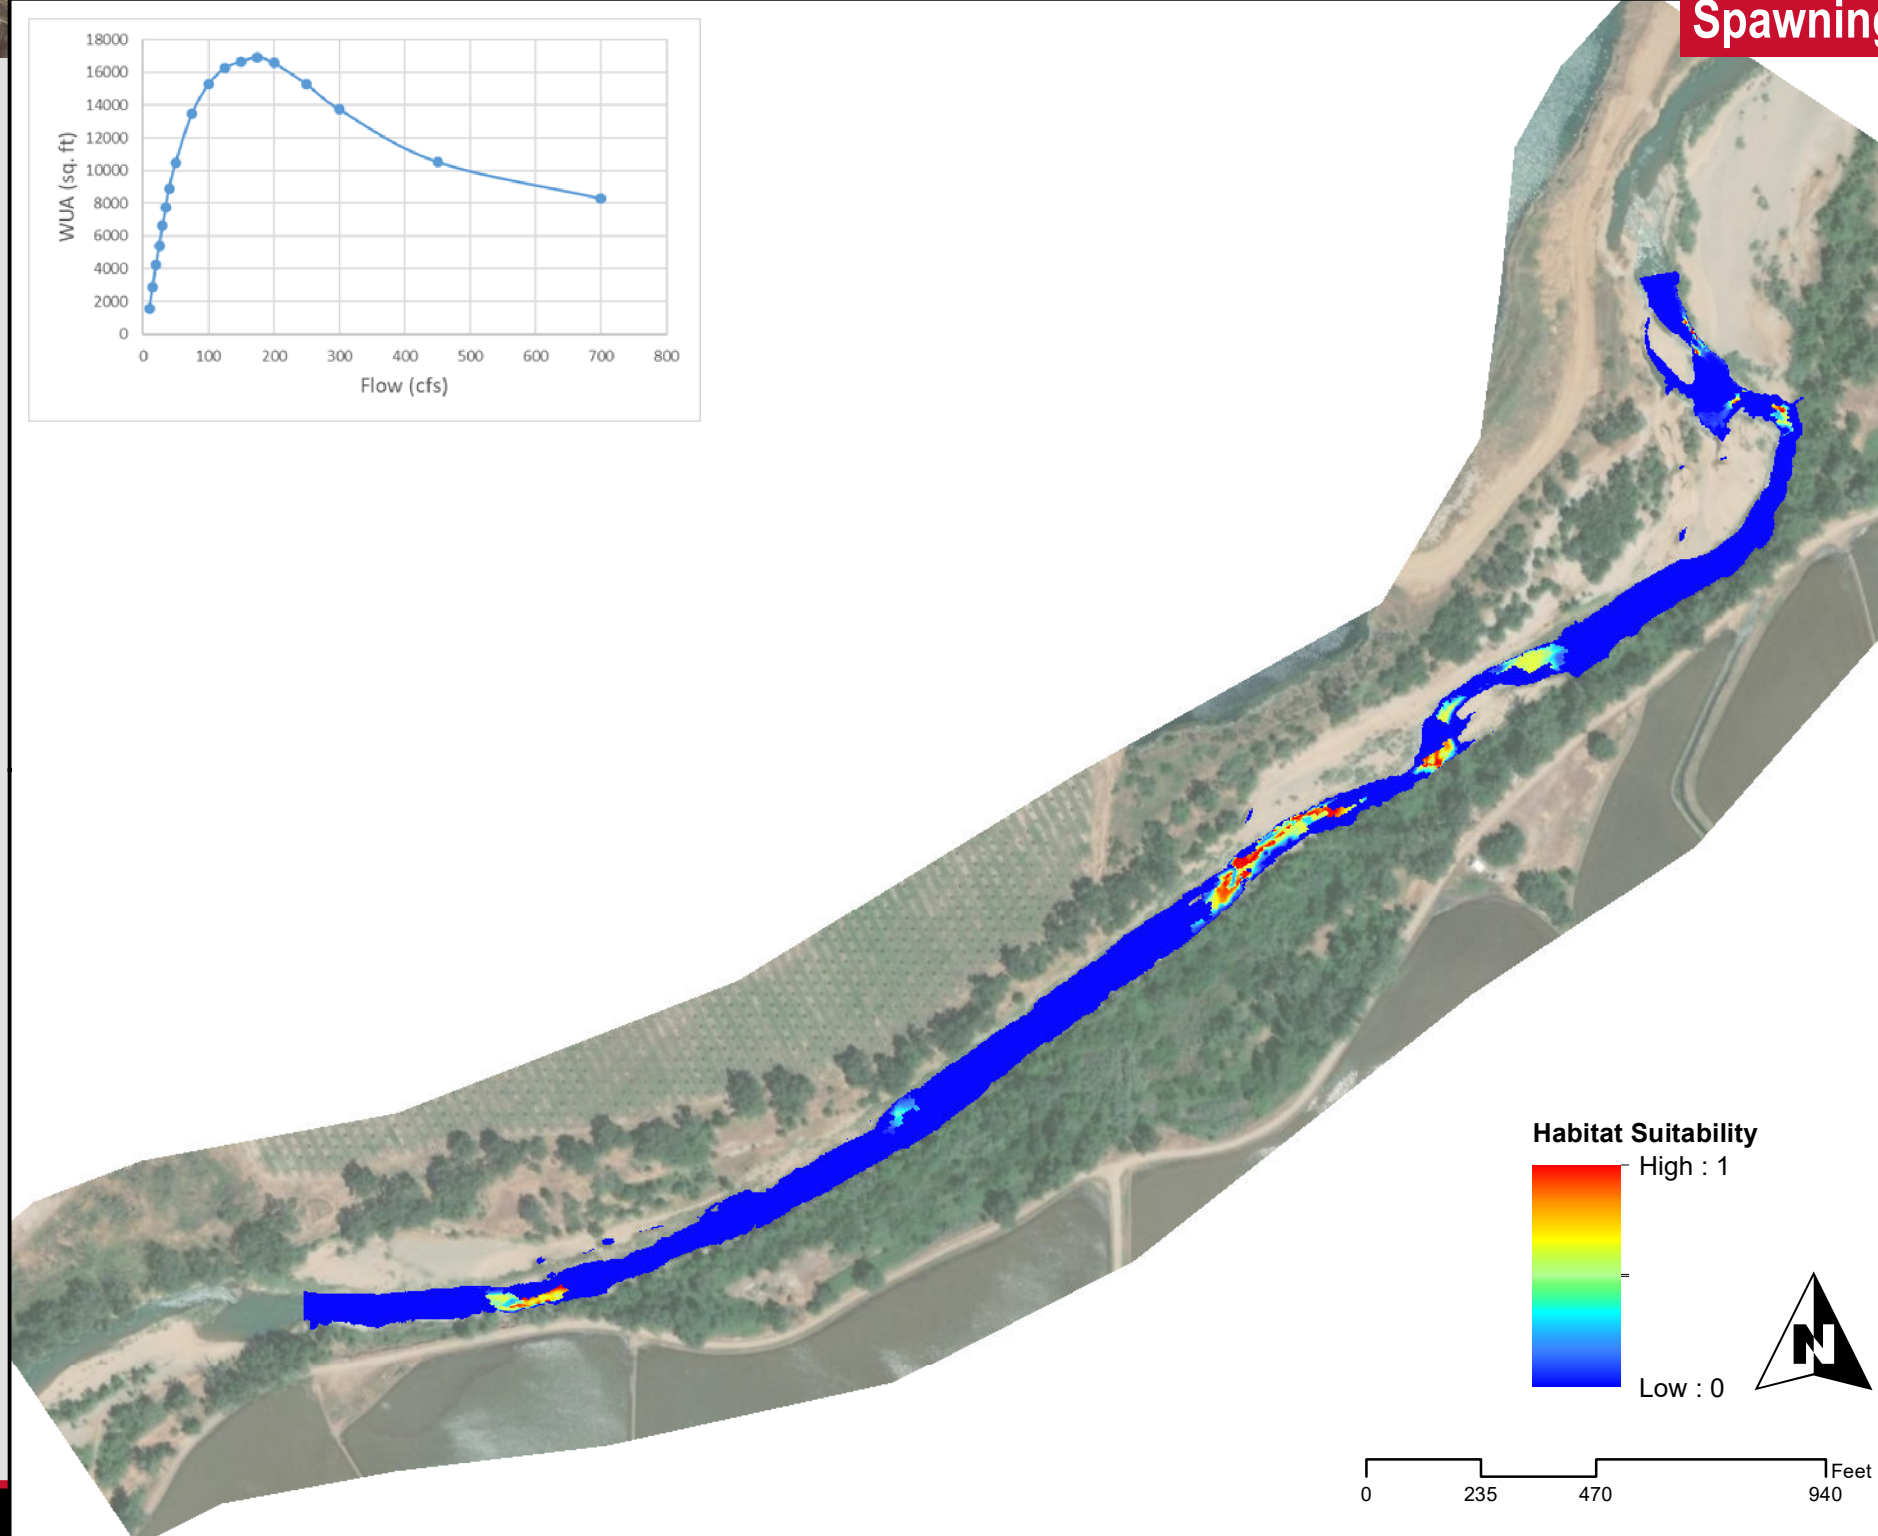 Spawning
18000
16000
14000
12000
10000
8000
6000
4000
2000
0
WUA (sq. ft)
0 100 200 300 400 500 600 700 800
Flow (cfs)
Habitat Suitability
High : 1
Low : 0
N
Feet
0 235 470 940